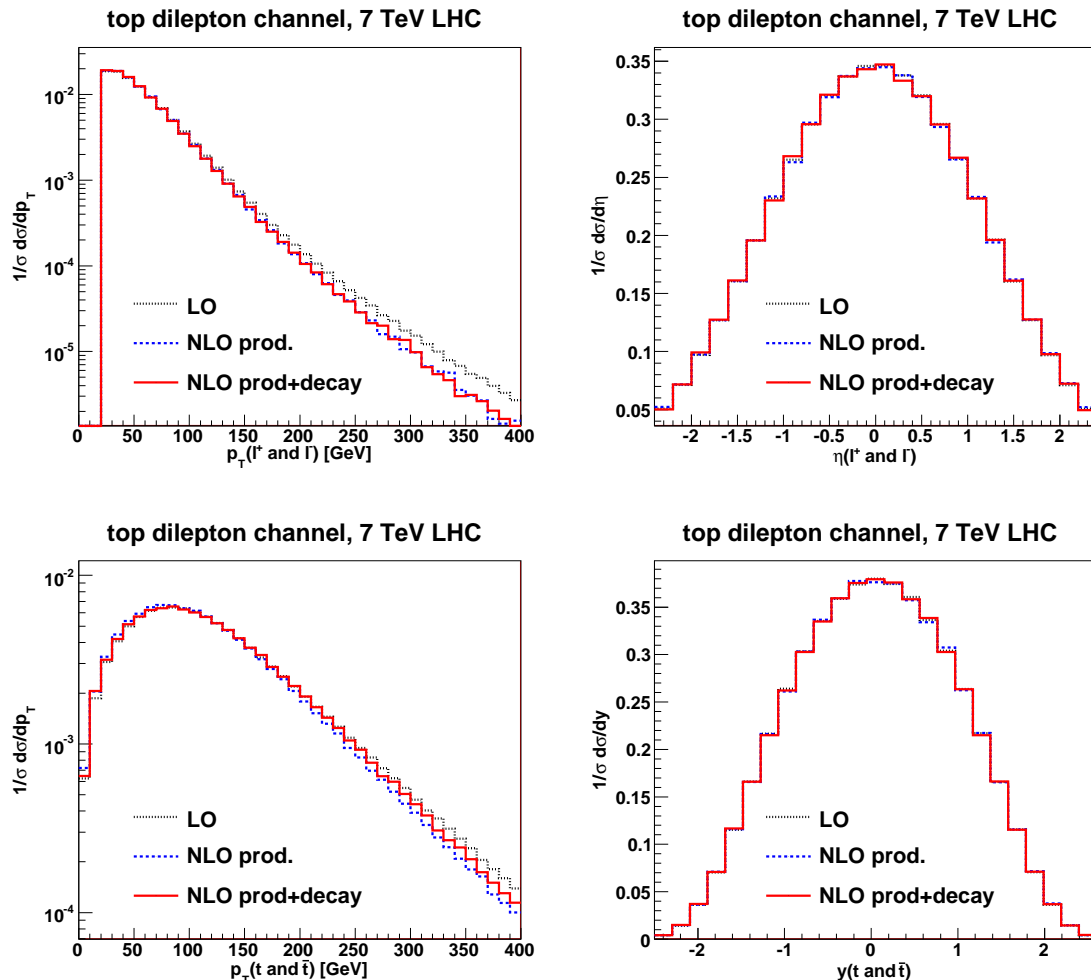 top dilepton channel, 7 TeV LHC
1/σ dσ/dp_T
10⁻²
10⁻³
10⁻⁴
10⁻⁵
LO
NLO prod.
NLO prod+decay
0 50 100 150 200 250 300 350 400
p_T(l⁺ and l⁻) [GeV]
top dilepton channel, 7 TeV LHC
1/σ dσ/dη
0.35
0.3
0.25
0.2
0.15
0.1
0.05
LO
NLO prod.
NLO prod+decay
-2 -1.5 -1 -0.5 0 0.5 1 1.5 2
η(l⁺ and l⁻)
top dilepton channel, 7 TeV LHC
1/σ dσ/dp_T
10⁻²
10⁻³
10⁻⁴
LO
NLO prod.
NLO prod+decay
0 50 100 150 200 250 300 350 400
p_T(t and t̄) [GeV]
top dilepton channel, 7 TeV LHC
1/σ dσ/dy
0.35
0.3
0.25
0.2
0.15
0.1
0.05
0
LO
NLO prod.
NLO prod+decay
-2 -1 0 1 2
y(t and t̄)